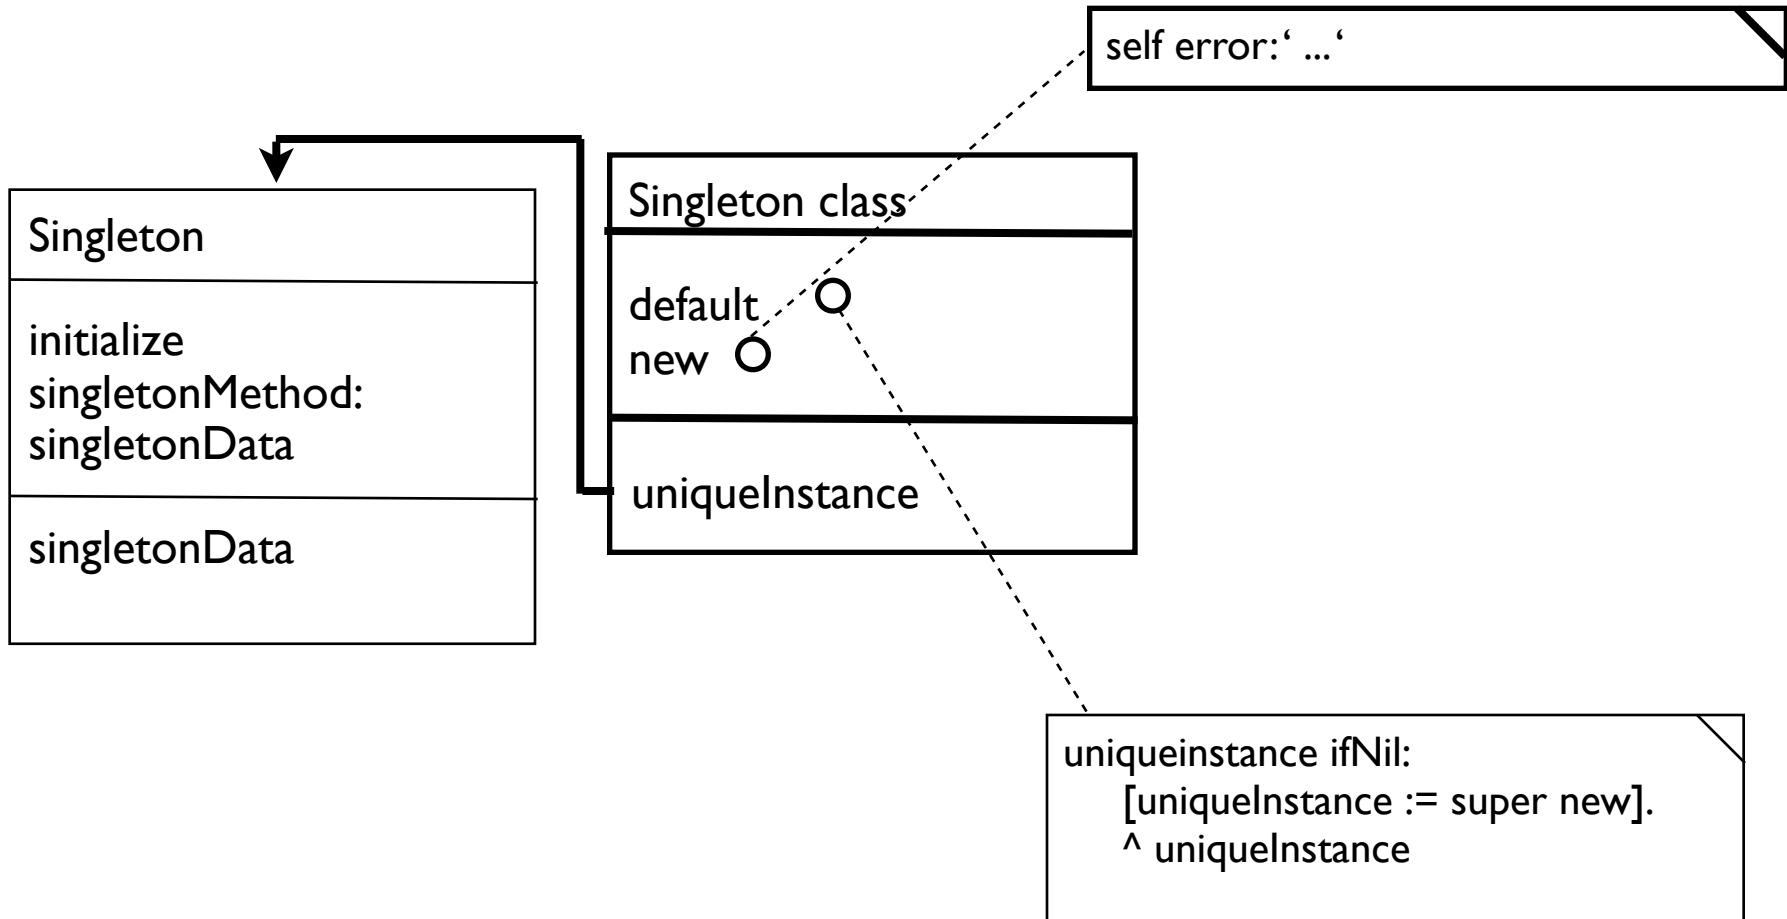 self error:‘ ...‘
Singleton
initialize
singletonMethod:
singletonData
singletonData
Singleton class
default
new
uniqueInstance
uniqueinstance ifNil:
[uniqueInstance := super new].
^ uniqueInstance